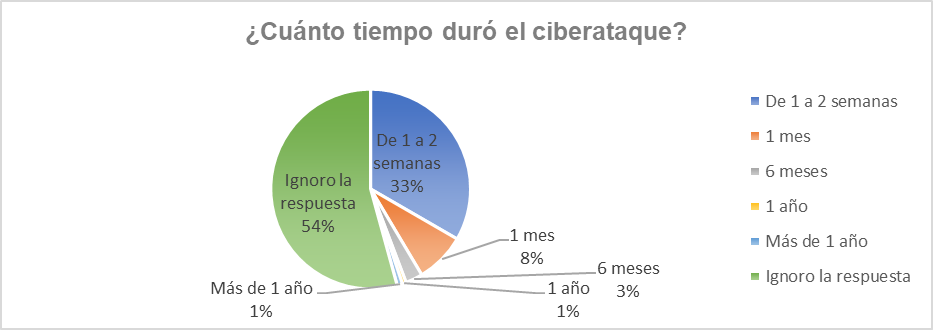 ¿Cuánto tiempo duró el ciberataque?
De 1 a 2
semanas
33%
1 mes
8%
6 meses
3%
1 año
1%
Más de 1 año
1%
Ignoro la
respuesta
54%
De 1 a 2 semanas
1 mes
6 meses
1 año
Más de 1 año
Ignoro la respuesta